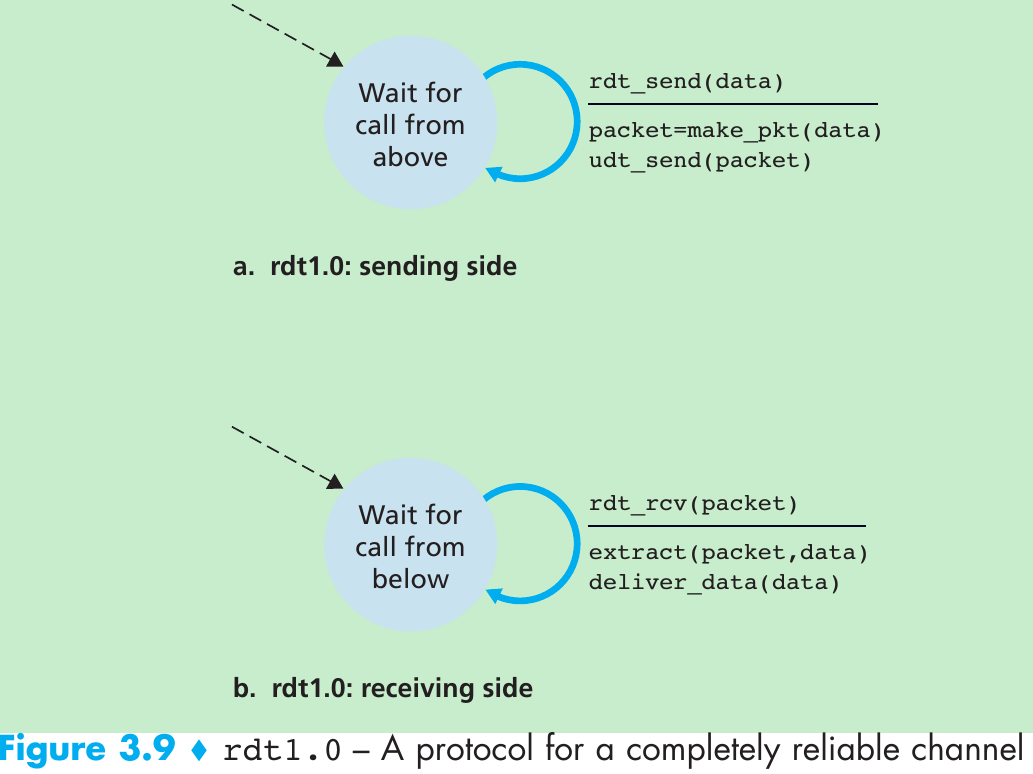 Wait for
call from
above
rdt_send(data)
packet=make_pkt(data)
udt_send(packet)
a. rdt1.0: sending side
Wait for
call from
below
rdt_rcv(packet)
extract(packet,data)
deliver_data(data)
b. rdt1.0: receiving side
Figure 3.9 ♦ rdt1.0 – A protocol for a completely reliable channel